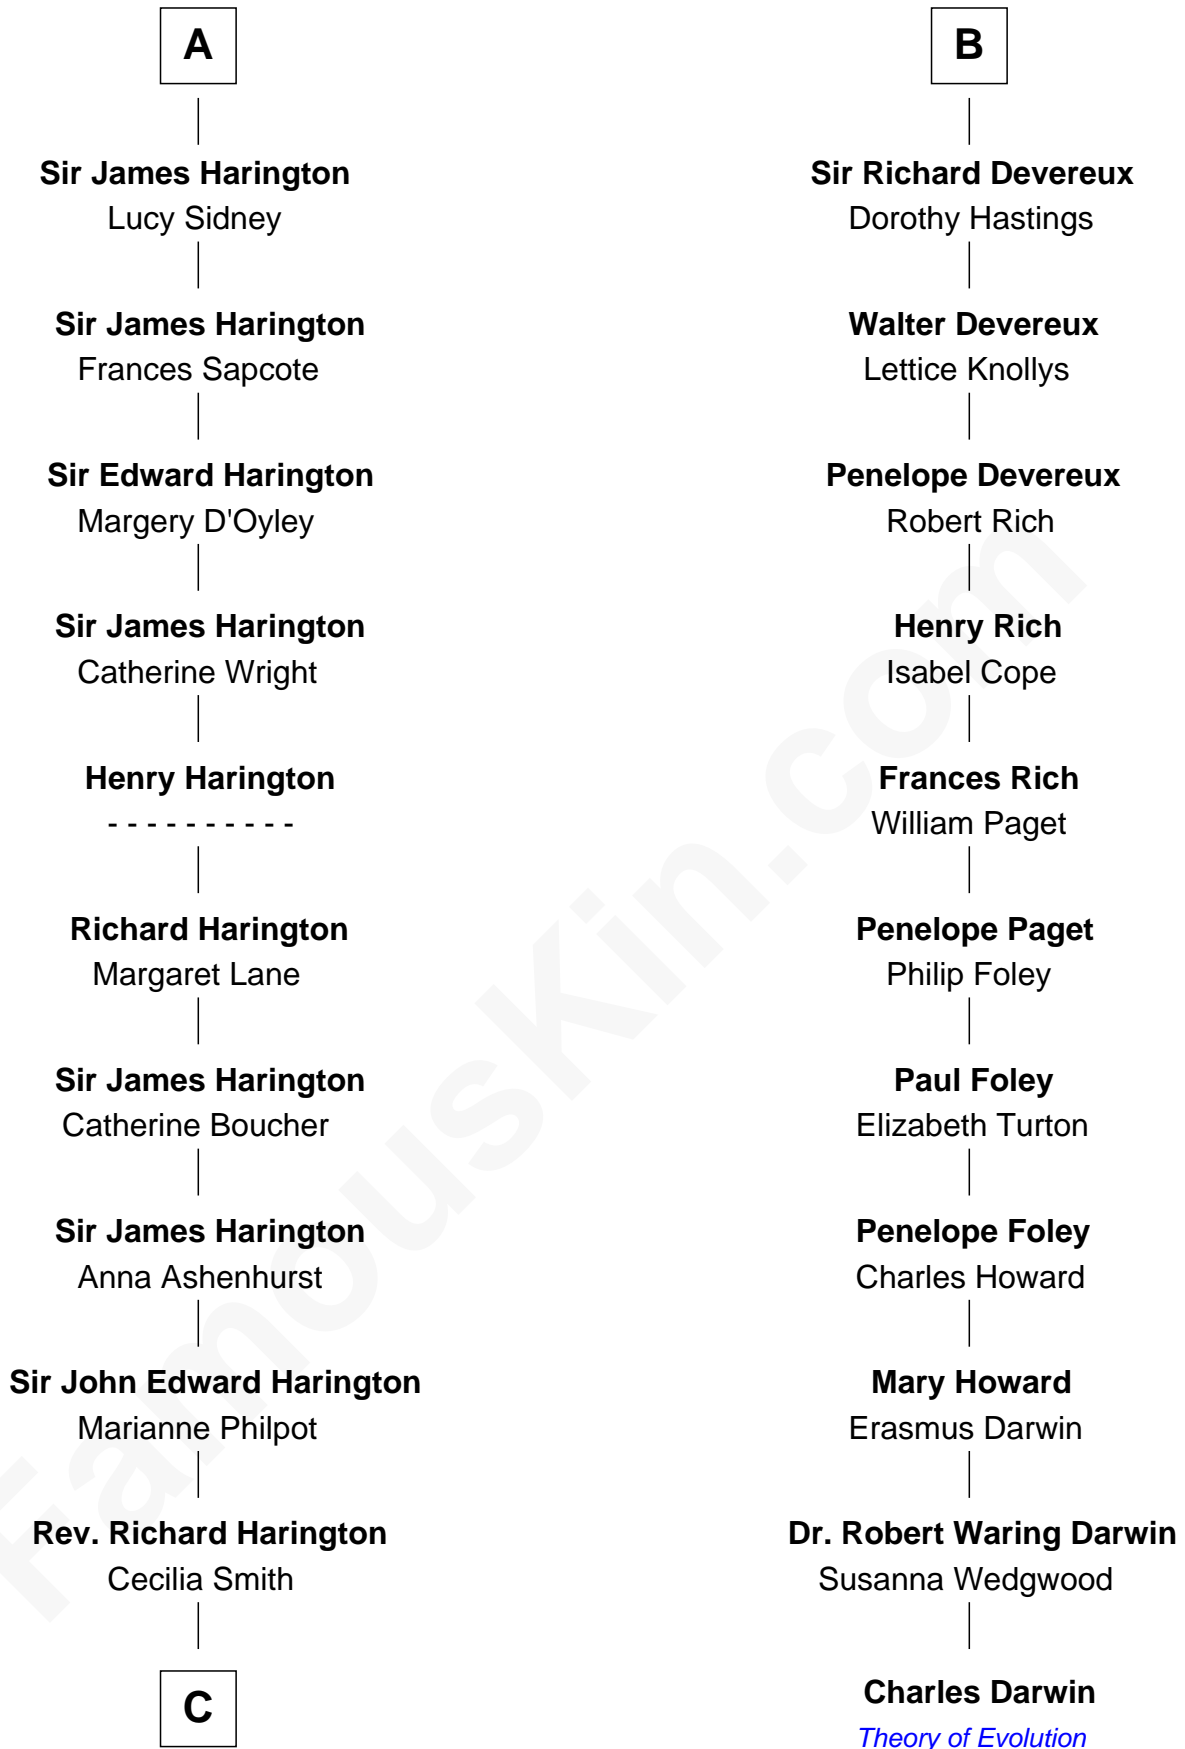 A
Sir James Harington
Lucy Sidney
Sir James Harington
Frances Sapcote
Sir Edward Harington
Margery D'Oyley
Sir James Harington
Catherine Wright
Henry Harington
- - - - - - - - - -
Richard Harington
Margaret Lane
Sir James Harington
Catherine Boucher
Sir James Harington
Anna Ashenhurst
Sir John Edward Harington
Marianne Philpot
Rev. Richard Harington
Cecilia Smith
C
B
Sir Richard Devereux
Dorothy Hastings
Walter Devereux
Lettice Knollys
Penelope Devereux
Robert Rich
Henry Rich
Isabel Cope
Frances Rich
William Paget
Penelope Paget
Philip Foley
Paul Foley
Elizabeth Turton
Penelope Foley
Charles Howard
Mary Howard
Erasmus Darwin
Dr. Robert Waring Darwin
Susanna Wedgwood
Charles Darwin
Theory of Evolution
FamousKin.com